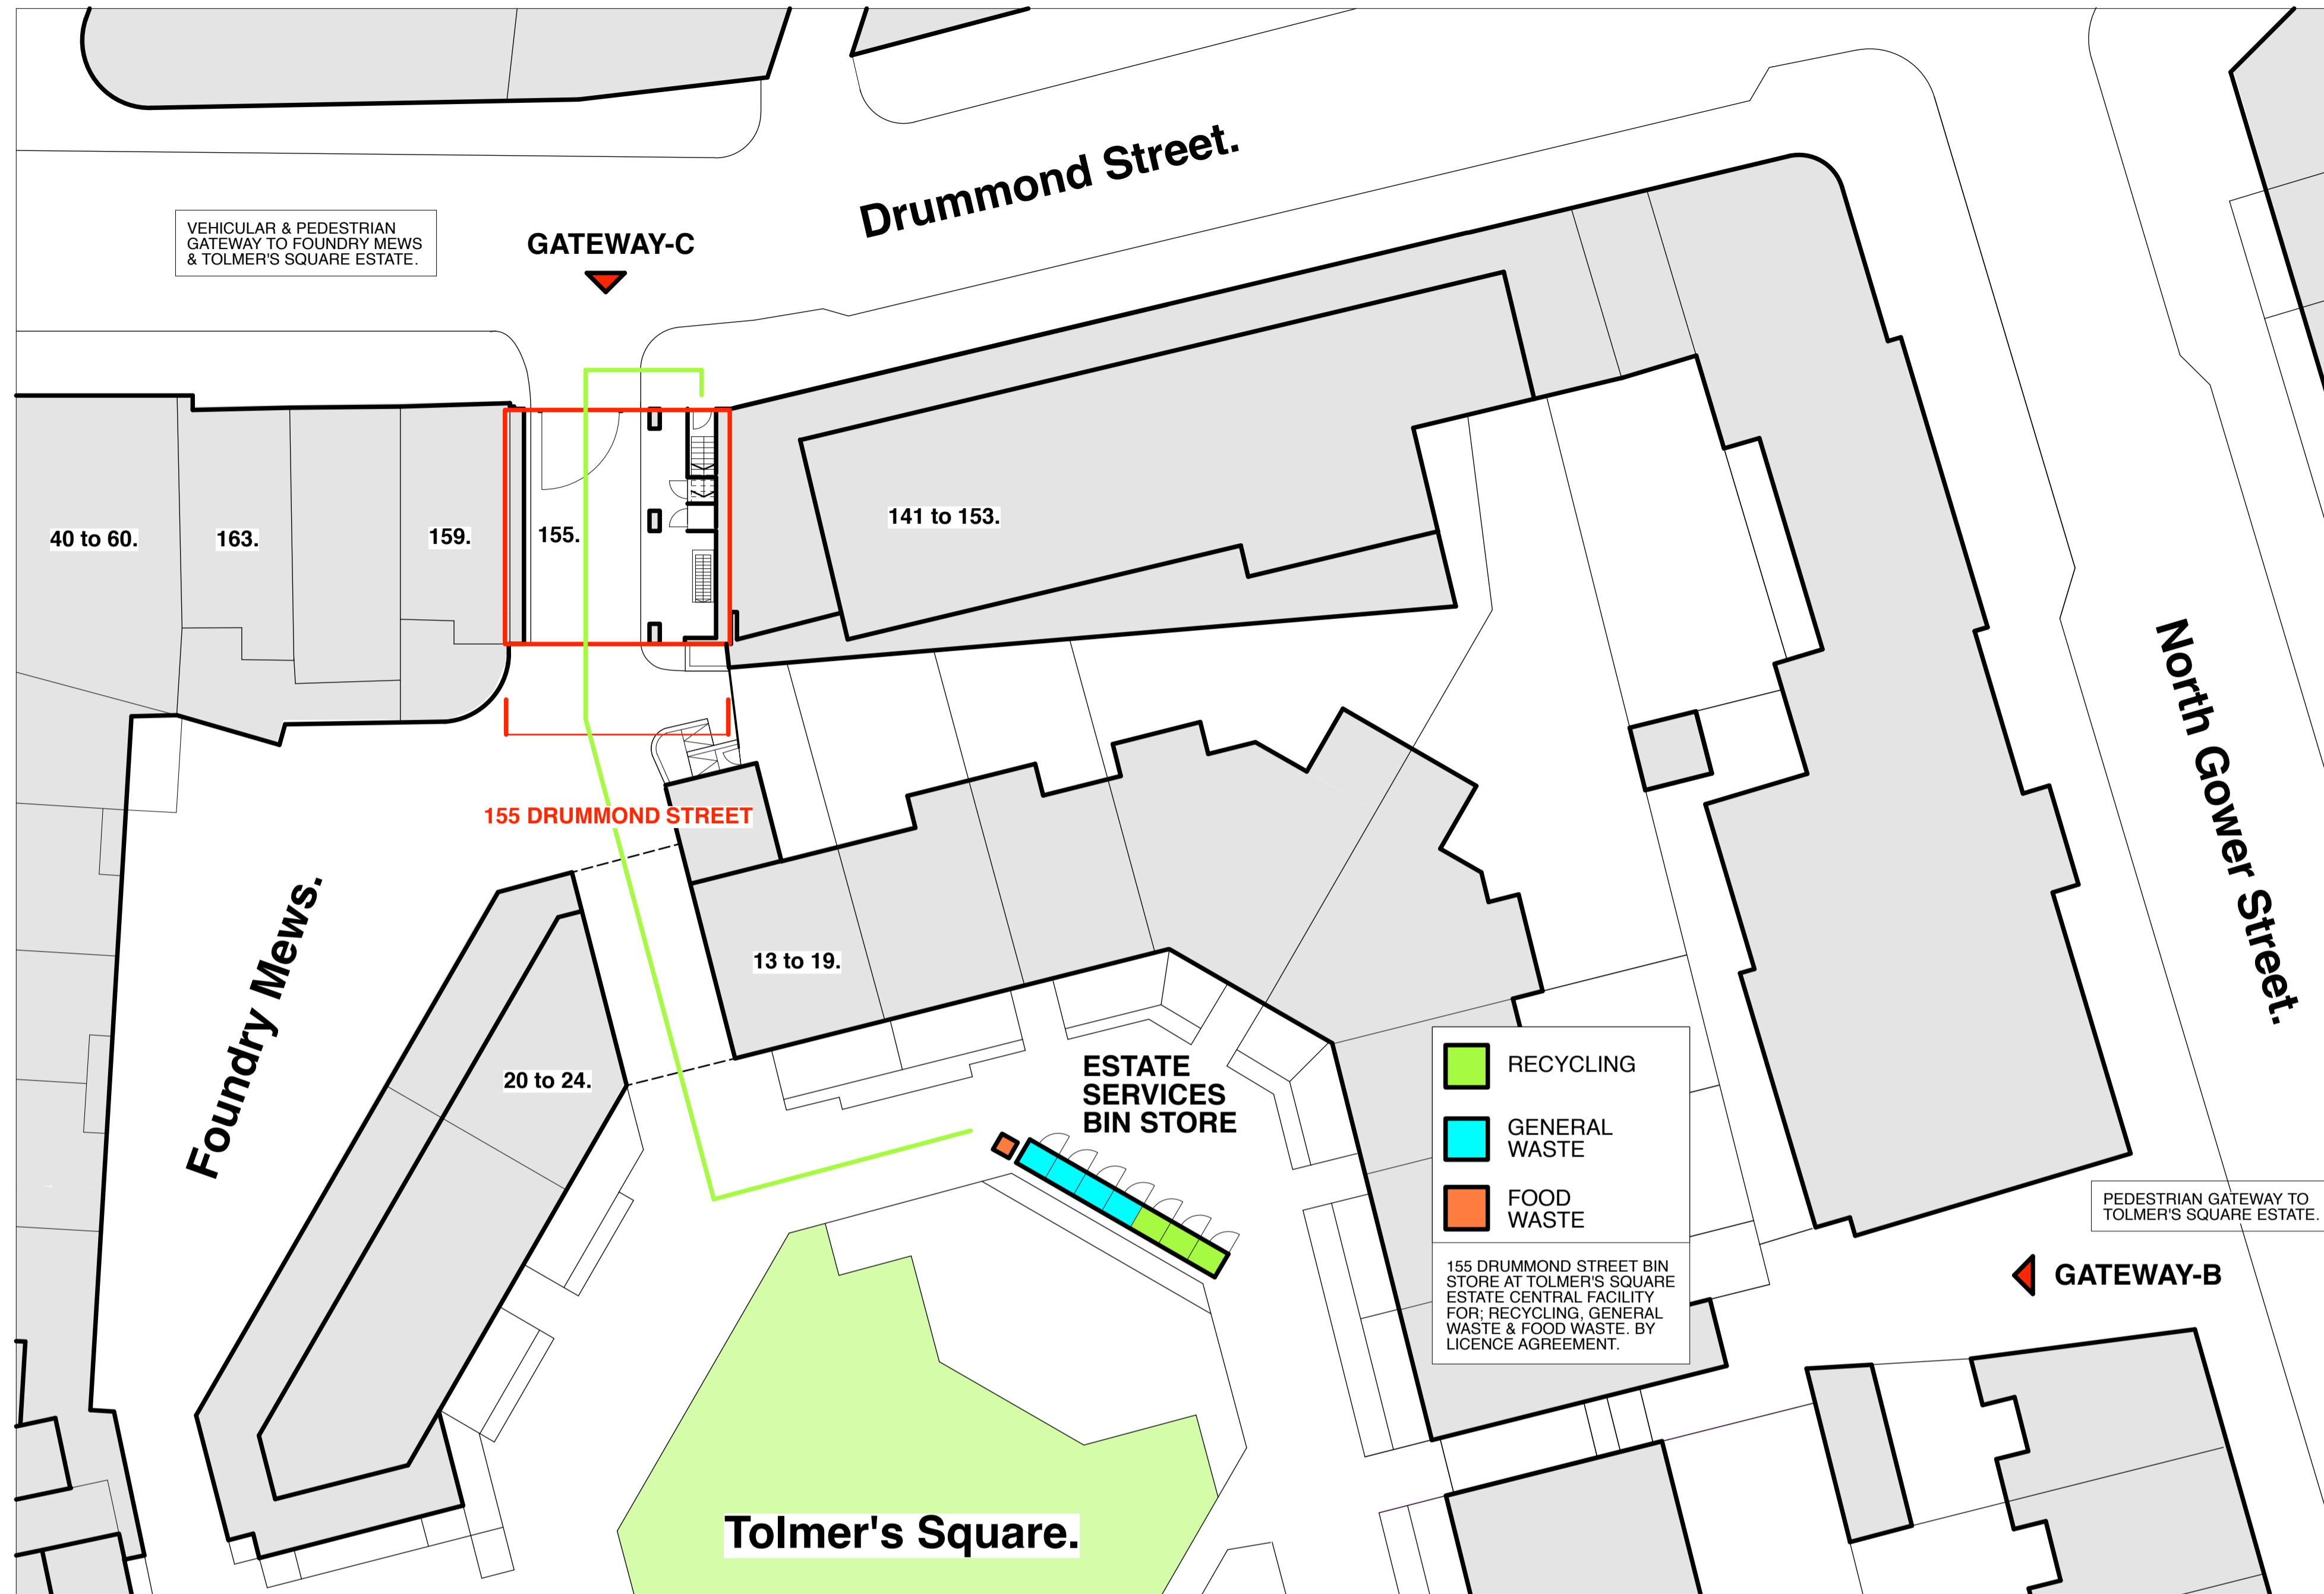 Drummond Street.
VEHICULAR & PEDESTRIAN
GATEWAY TO FOUNDRY MEWS
& TOLMER'S SQUARE ESTATE.
GATEWAY-C
40 to 60.
163.
159.
155.
141 to 153.
North Gower Street.
155 DRUMMOND STREET
Foundry Mews.
13 to 19.
20 to 24.
ESTATE
SERVICES
BIN STORE
RECYCLING
GENERAL
WASTE
FOOD
WASTE
155 DRUMMOND STREET BIN
STORE AT TOLMER'S SQUARE
ESTATE CENTRAL FACILITY
FOR; RECYCLING, GENERAL
WASTE & FOOD WASTE. BY
LICENCE AGREEMENT.
PEDESTRIAN GATEWAY TO
TOLMER'S SQUARE ESTATE.
GATEWAY-B
Tolmer's Square.